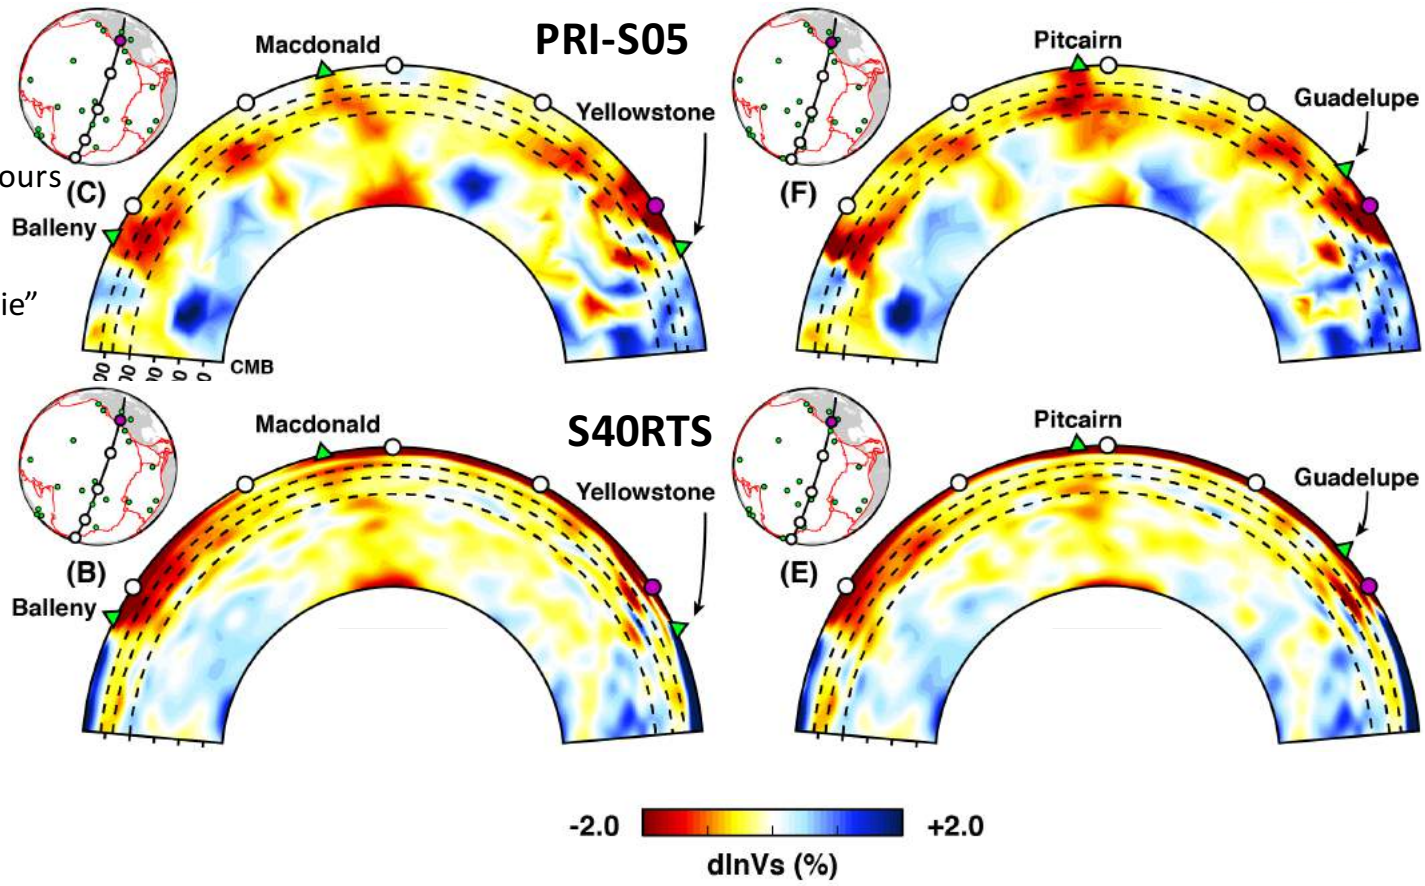 PRI-S05
Macdonald
Yellowstone
ours
(C)
Balleny
ie”
CMB
Pitcairn
Guadelupe
(F)
S40RTS
Macdonald
Yellowstone
(B)
Balleny
Pitcairn
Guadelupe
(E)
-2.0
+2.0
dlnVs (%)